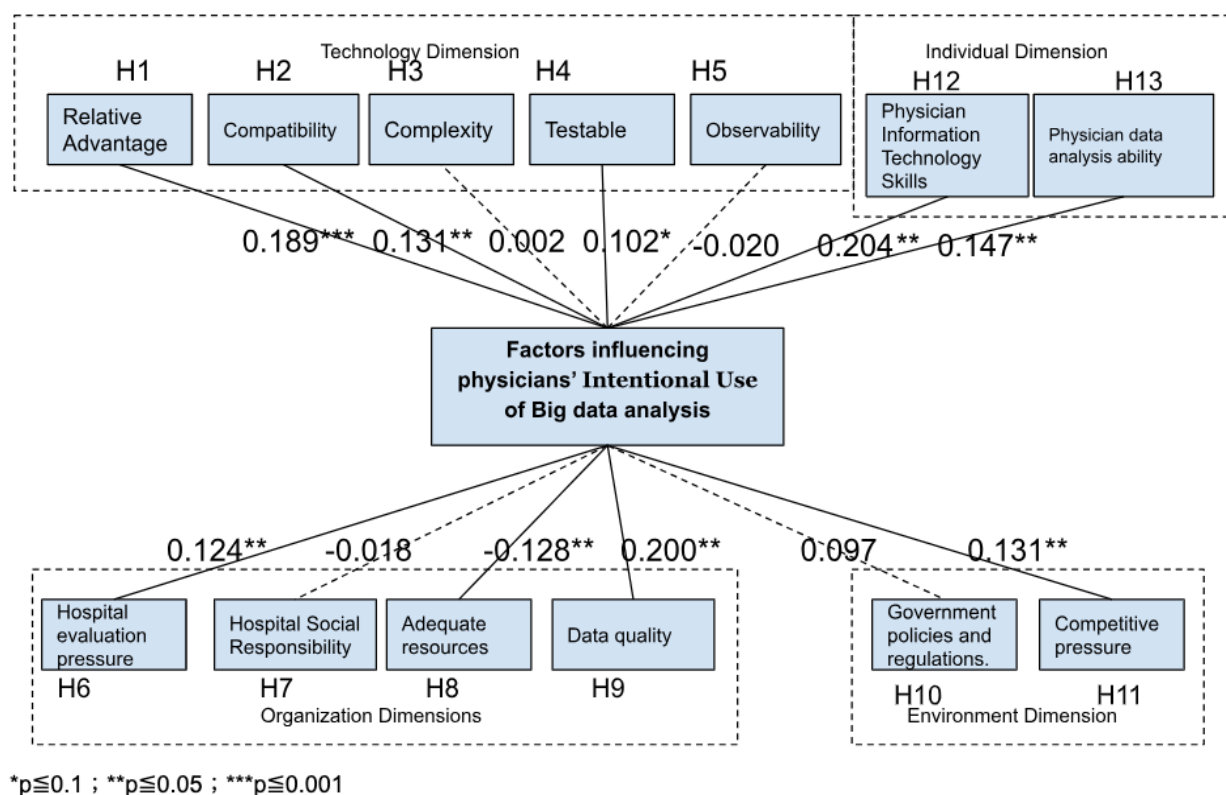 Technology Dimension
Individual Dimension
H1
H2
H3
H4
H5
H12
H13
Relative
Advantage
Compatibility
Complexity
Testable
Observability
Physician
Information
Technology
Skills
Physician data
analysis ability
0.189***
0.131**
0.002
0.102*
-0.020
0.204**
0.147**
Factors influencing
physicians' Intentional Use
of Big data analysis
0.124**
-0.018
-0.128**
0.200**
0.097
0.131**
Hospital
evaluation
pressure
Hospital Social
Responsibility
Adequate
resources
Data quality
Government
policies and
regulations.
Competitive
pressure
H6
H7
H8
H9
H10
H11
Organization Dimensions
Environment Dimension
*p≦0.1；**p≦0.05；***p≦0.001